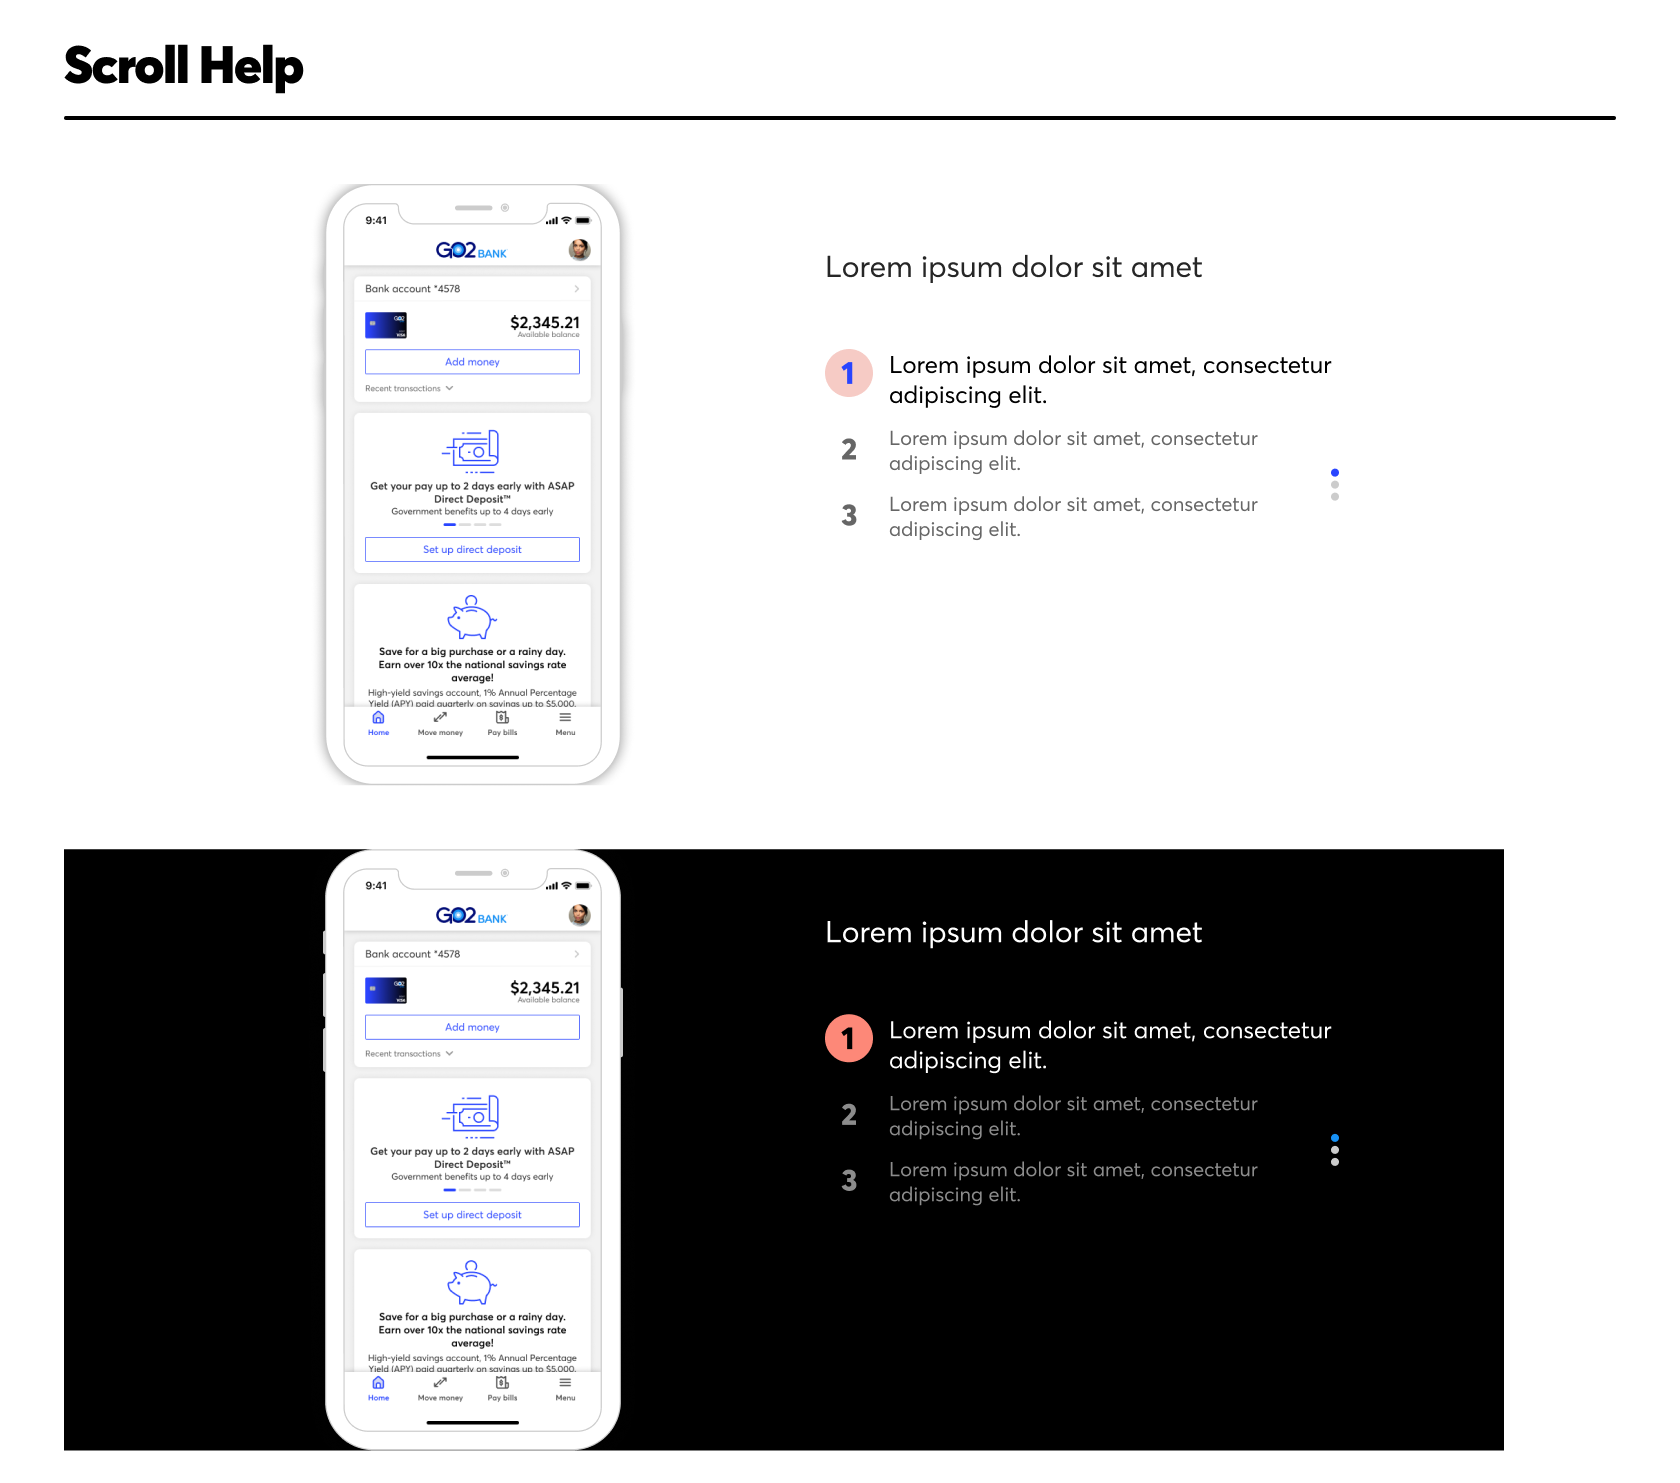 Scroll Help
9:41
GO2 BANK
Bank account *4578
GO2
$2,345.21
VISA
Available balance
Add money
Recent transactions
Get your pay up to 2 days early with ASAP
Direct Deposit™
Government benefits up to 4 days early
Set up direct deposit
Save for a big purchase or a rainy day.
Earn over 10x the national savings rate
average!
High-yield savings account, 1% Annual Percentage
Yield (APY) paid quarterly on savings up to $5,000.
Home Move money Pay bills Menu
Lorem ipsum dolor sit amet
1 Lorem ipsum dolor sit amet, consectetur
adipiscing elit.
2 Lorem ipsum dolor sit amet, consectetur
adipiscing elit.
3 Lorem ipsum dolor sit amet, consectetur
adipiscing elit.
9:41
GO2 BANK
Bank account *4578
GO2
$2,345.21
VISA
Available balance
Add money
Recent transactions
Get your pay up to 2 days early with ASAP
Direct Deposit™
Government benefits up to 4 days early
Set up direct deposit
Save for a big purchase or a rainy day.
Earn over 10x the national savings rate
average!
High-yield savings account, 1% Annual Percentage
Yield (APY) paid quarterly on savings up to $5,000.
Home Move money Pay bills Menu
Lorem ipsum dolor sit amet
1 Lorem ipsum dolor sit amet, consectetur
adipiscing elit.
2 Lorem ipsum dolor sit amet, consectetur
adipiscing elit.
3 Lorem ipsum dolor sit amet, consectetur
adipiscing elit.